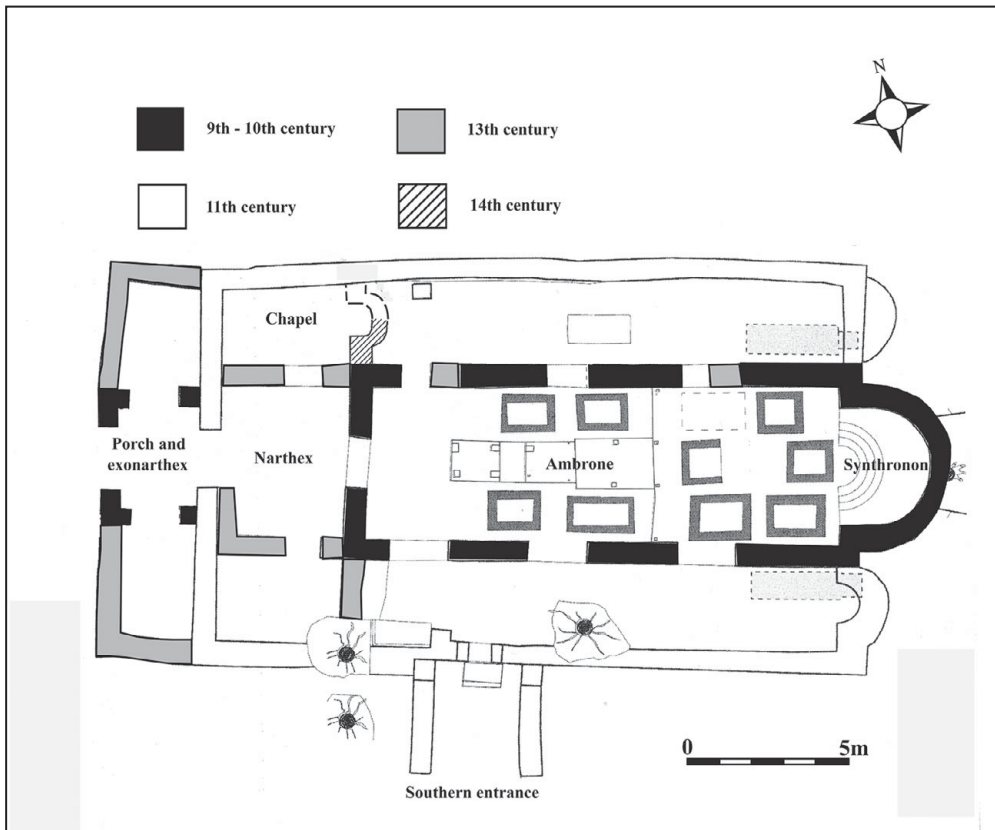 N
9th - 10th century
13th century
11th century
14th century
Chapel
Porch and
exonarthex
Narthex
Ambrone
Synthronon
0
5m
Southern entrance